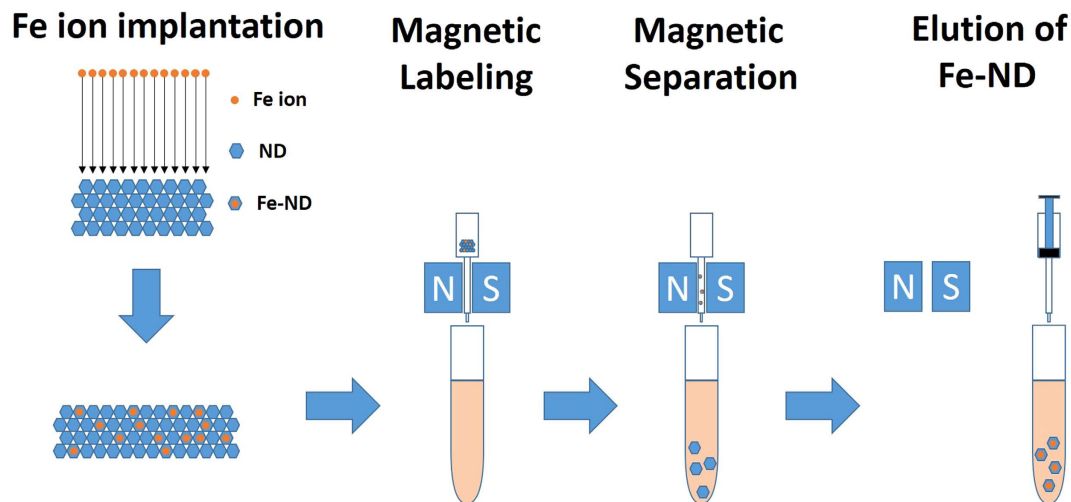 Fe ion implantation
Magnetic
Labeling
Magnetic
Separation
Elution of
Fe-ND
Fe ion
ND
Fe-ND
N S
N S
N S